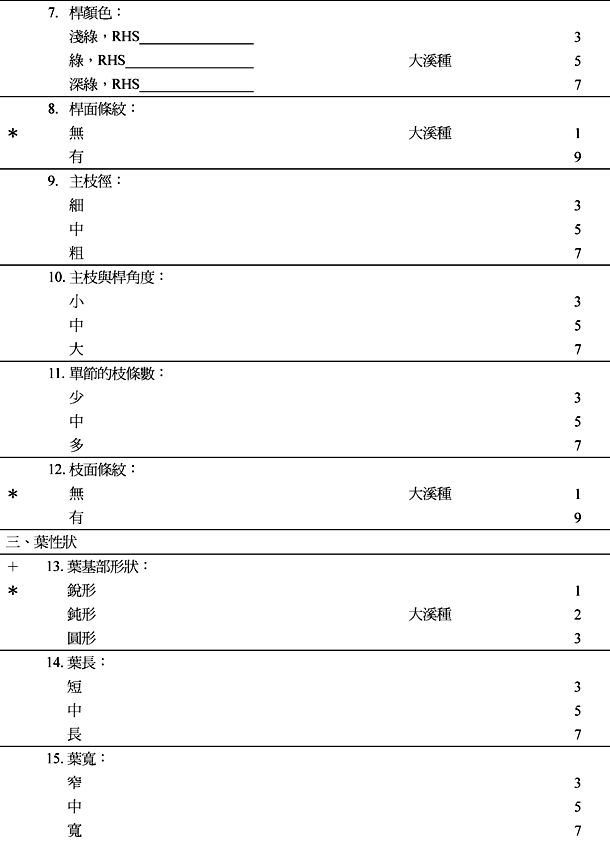 7. 桿顏色：
淺綠，RHS________________ 3
綠，RHS__________________ 大溪種 5
深綠，RHS________________ 7
8. 桿面條紋：
* 無 大溪種 1
有 9
9. 主枝徑：
細 3
中 5
粗 7
10. 主枝與桿角度：
小 3
中 5
大 7
11. 單節的枝條數：
少 3
中 5
多 7
12. 枝面條紋：
* 無 大溪種 1
有 9
三、葉性狀
+ 13. 葉基部形狀：
* 銳形 1
鈍形 大溪種 2
圓形 3
14. 葉長：
短 3
中 5
長 7
15. 葉寬：
窄 3
中 5
寬 7